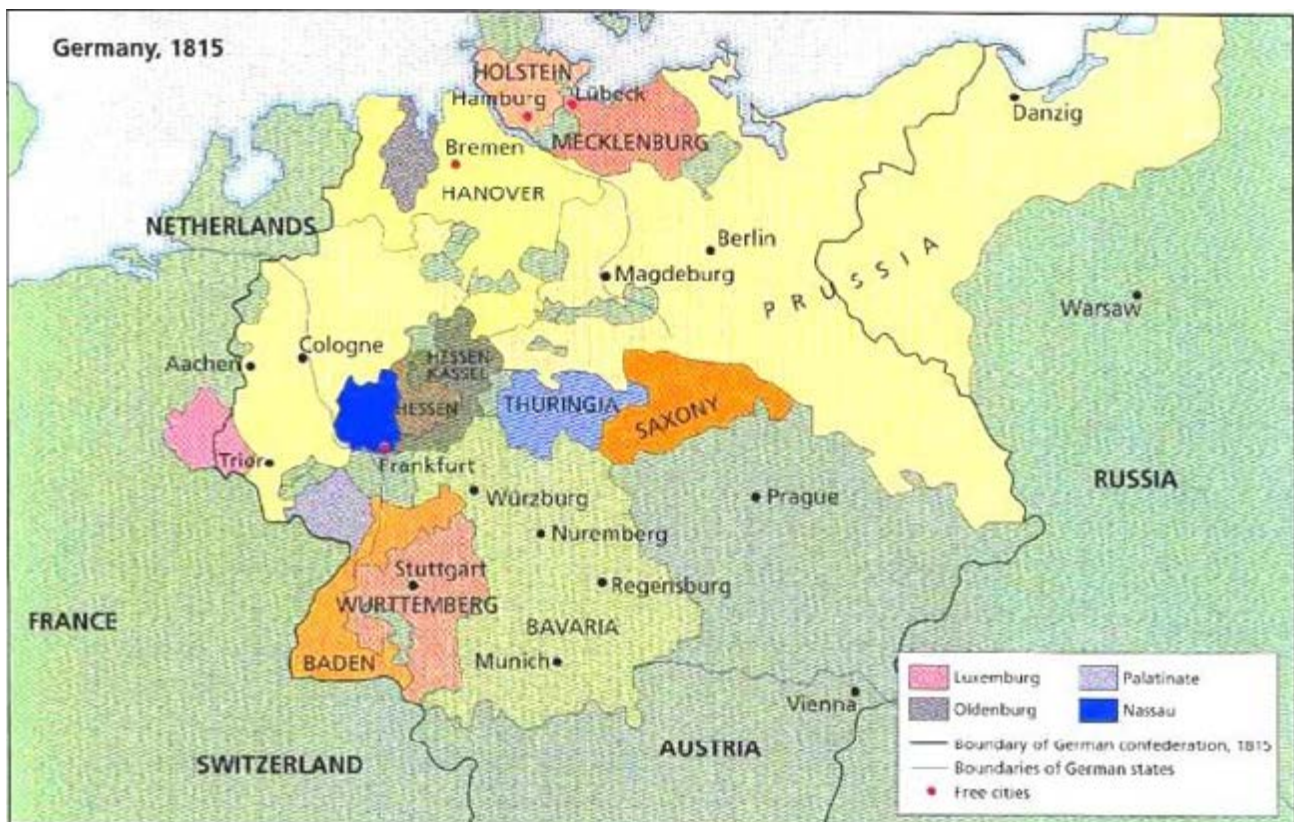 Germany, 1815
HOLSTEIN
Hamburg
Lübeck
MECKLENBURG
Danzig
Bremen
HANOVER
NETHERLANDS
Berlin
Magdeburg
PRUSSIA
Warsaw
Cologne
Aachen
HESSEN
KASSEL
HESSEN
THURINGIA
SAXONY
Trier
Frankfurt
RUSSIA
Würzburg
Prague
Nuremberg
Stuttgart
Regensburg
WURTTEMBERG
FRANCE
BAVARIA
BADEN
Munich
Vienna
SWITZERLAND
AUSTRIA
Luxemburg
Palatinate
Oldenburg
Nassau
Boundary of German confederation, 1815
Boundaries of German states
Free cities